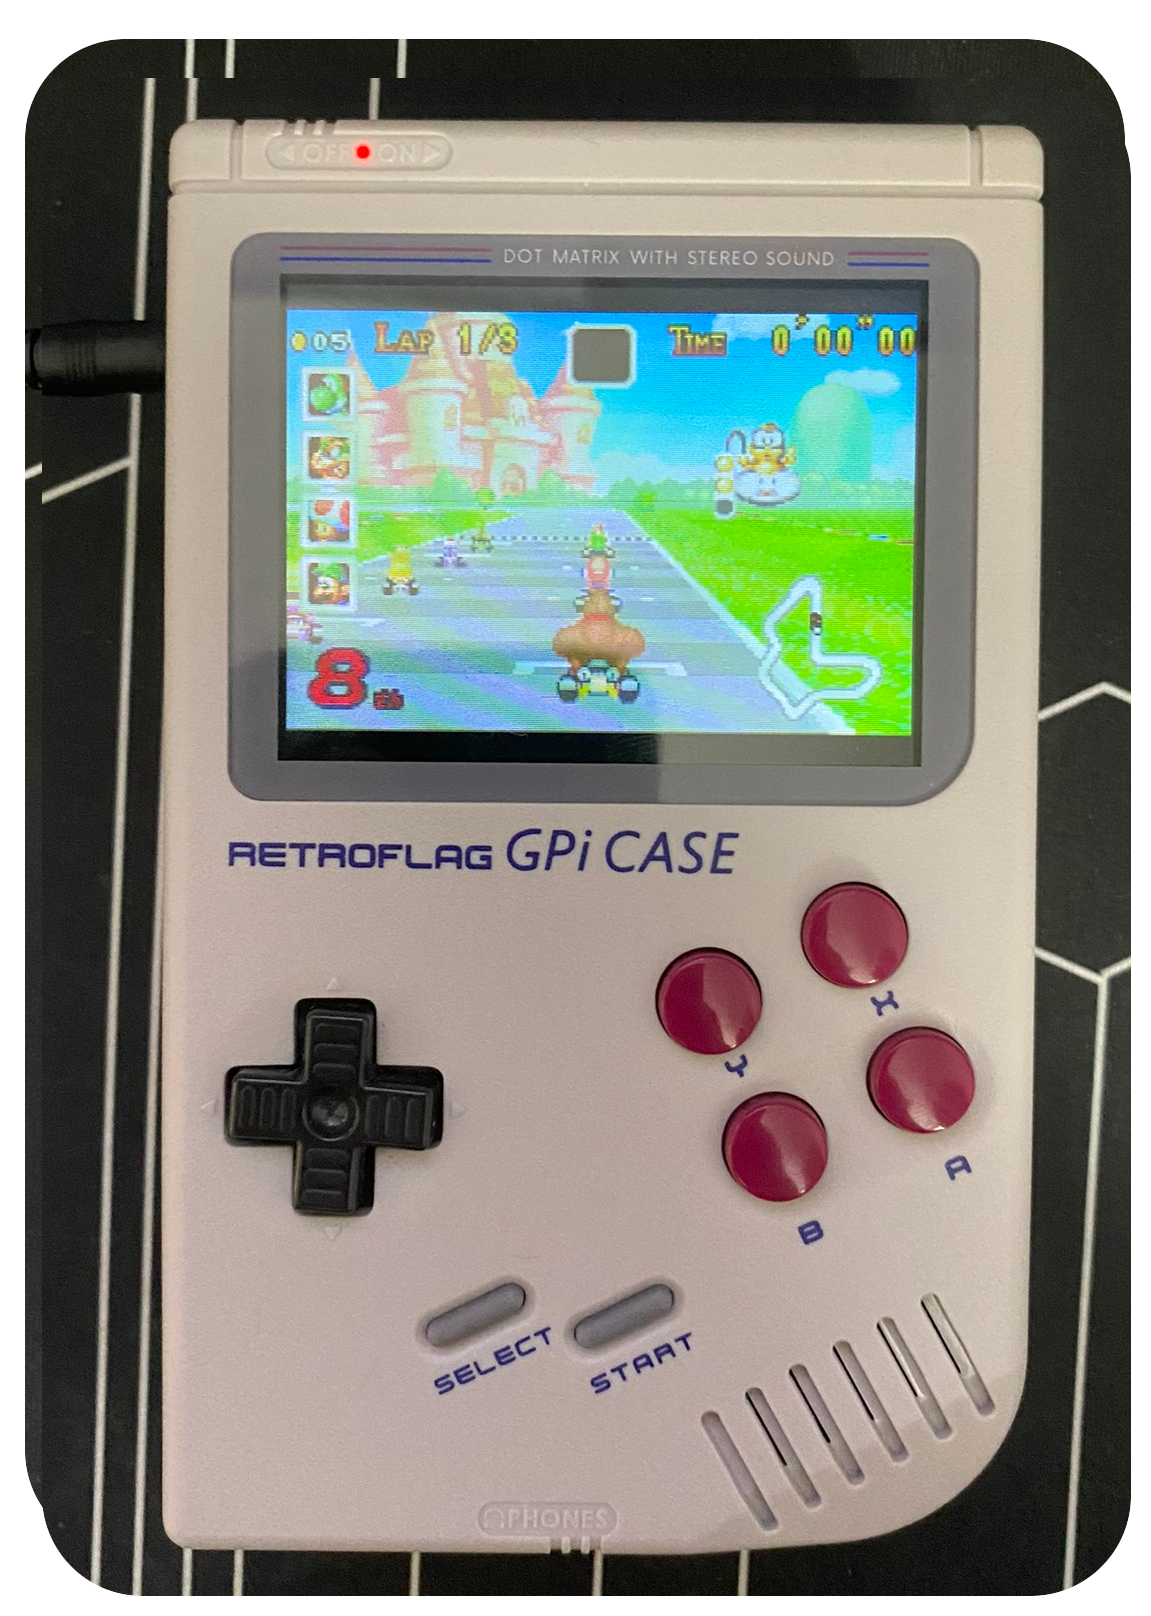 OFF ON
DOT MATRIX WITH STEREO SOUND
05 LAP 1/3 TIME 0'00"00
8th
RETROFLAG GPi CASE
X
Y
A
B
SELECT
START
PHONES